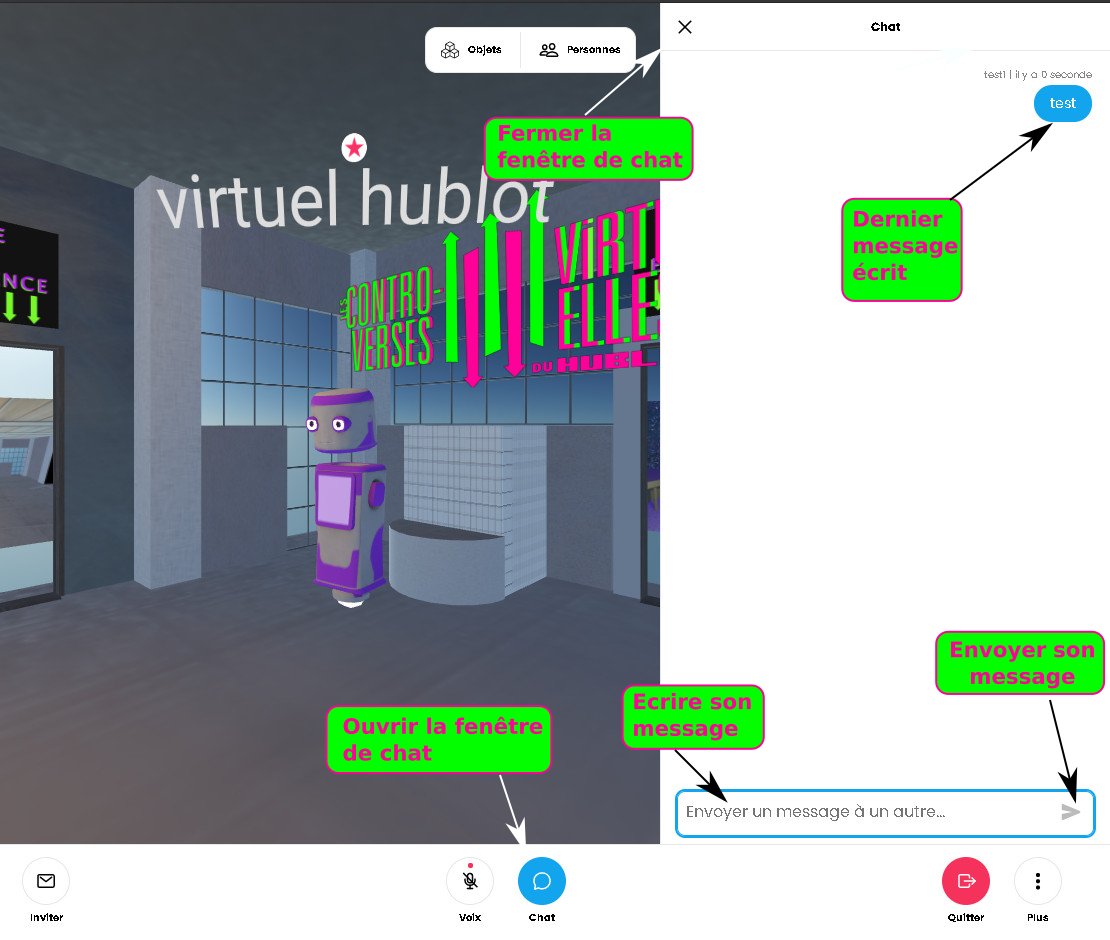 Objets
Personnes
Chat
test1 | il y a 0 seconde
test
Fermer la
fenêtre de chat
virtuel hublot
Dernier
message
écrit
E
NCE
LES
CONTRO-
VERSES
VIRTU
ELLES
DU HUBL
Envoyer son
message
Ecrire son
message
Ouvrir la fenêtre
de chat
Envoyer un message à un autre...
Inviter
Voix
Chat
Quitter
Plus